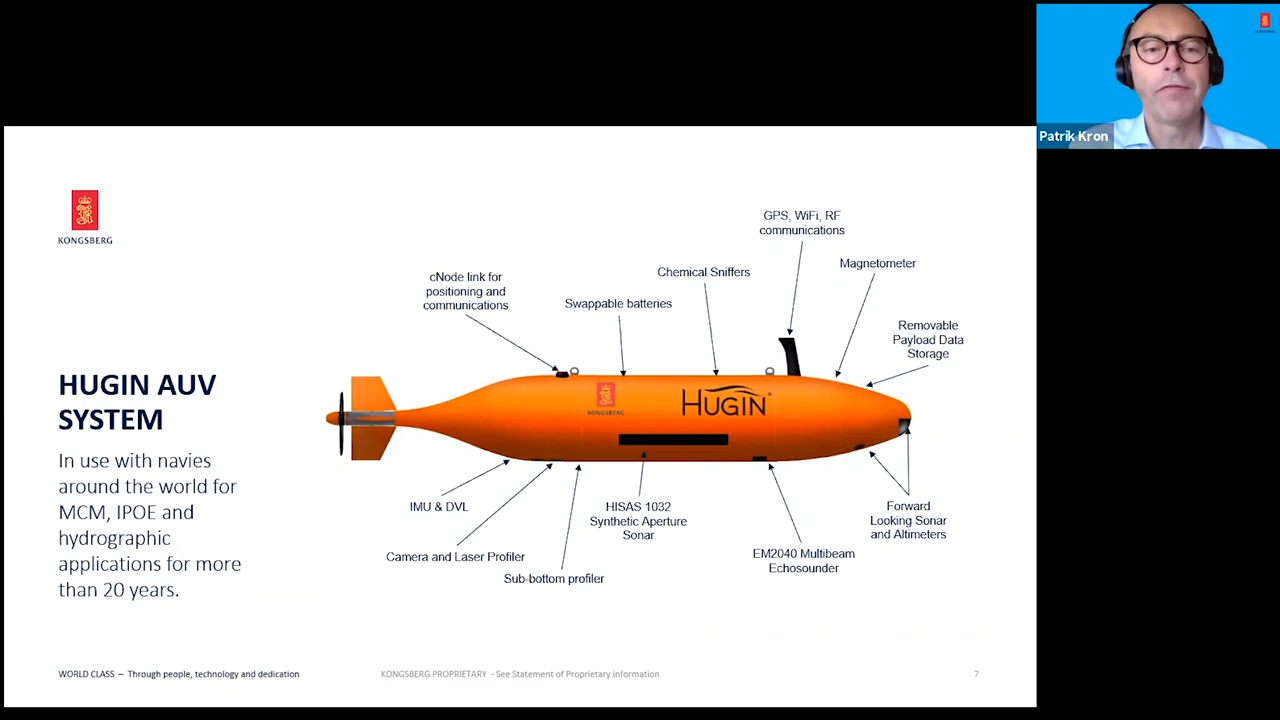 Patrik Kron
KONGSBERG
GPS, WiFi, RF
communications
Magnetometer
Chemical Sniffers
cNode link for
positioning and
communications
Swappable batteries
Removable
Payload Data
Storage
HUGIN AUV
SYSTEM
In use with navies
around the world for
MCM, IPOE and
hydrographic
applications for more
than 20 years.
KONGSBERG
HUGIN
IMU & DVL
HISAS 1032
Synthetic Aperture
Sonar
Forward
Looking Sonar
and Altimeters
Camera and Laser Profiler
EM2040 Multibeam
Echosounder
Sub-bottom profiler
WORLD CLASS – Through people, technology and dedication
KONGSBERG PROPRIETARY - See Statement of Proprietary information
7